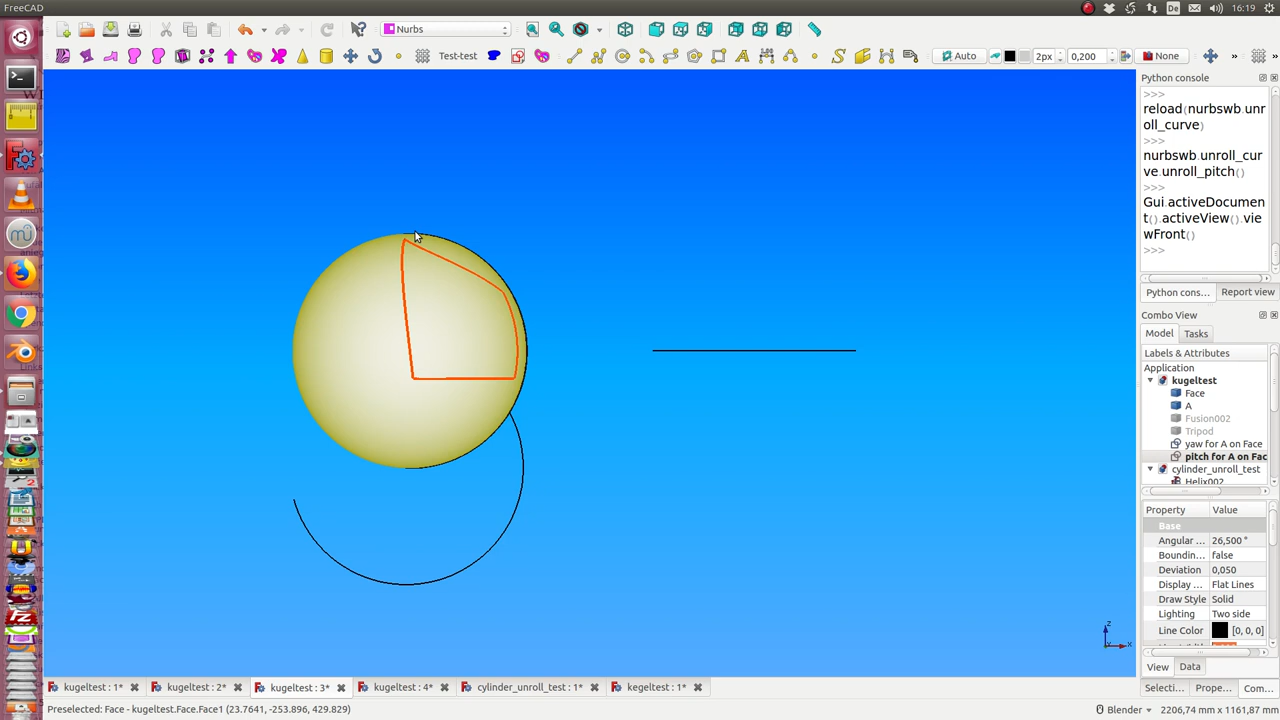 FreeCAD
De
16:19
Nurbs
Test-test
Auto
2px
0,200
None
»
»
Python console
>>>
reload(nurbswb.unr
oll_curve)
>>>
nurbswb.unroll_cur
ve.unroll_pitch()
>>>
Gui.activeDocumen
t().activeView().vie
wFront()
>>>
Python cons...
Report view
Combo View
Model
Tasks
Labels & Attributes
Application
kugeltest
Face
A
Fusion002
Tripod
yaw for A on Face
pitch for A on Fac
cylinder_unroll_test
Helix002
Property
Value
Base
Angular ...
26,500 °
Boundin...
false
Deviation
0,050
Display ...
Flat Lines
Draw Style
Solid
Lighting
Two side
Line Color
[0, 0, 0]
z
x
View
Data
kugeltest : 1*
kugeltest : 2*
kugeltest : 3*
kugeltest : 4*
cylinder_unroll_test : 1*
kegeltest : 1*
Selecti...
Prope...
Com...
Preselected: Face - kugeltest.Face.Face1 (23.7641, -253.896, 429.829)
Blender
2206,74 mm x 1161,87 mm